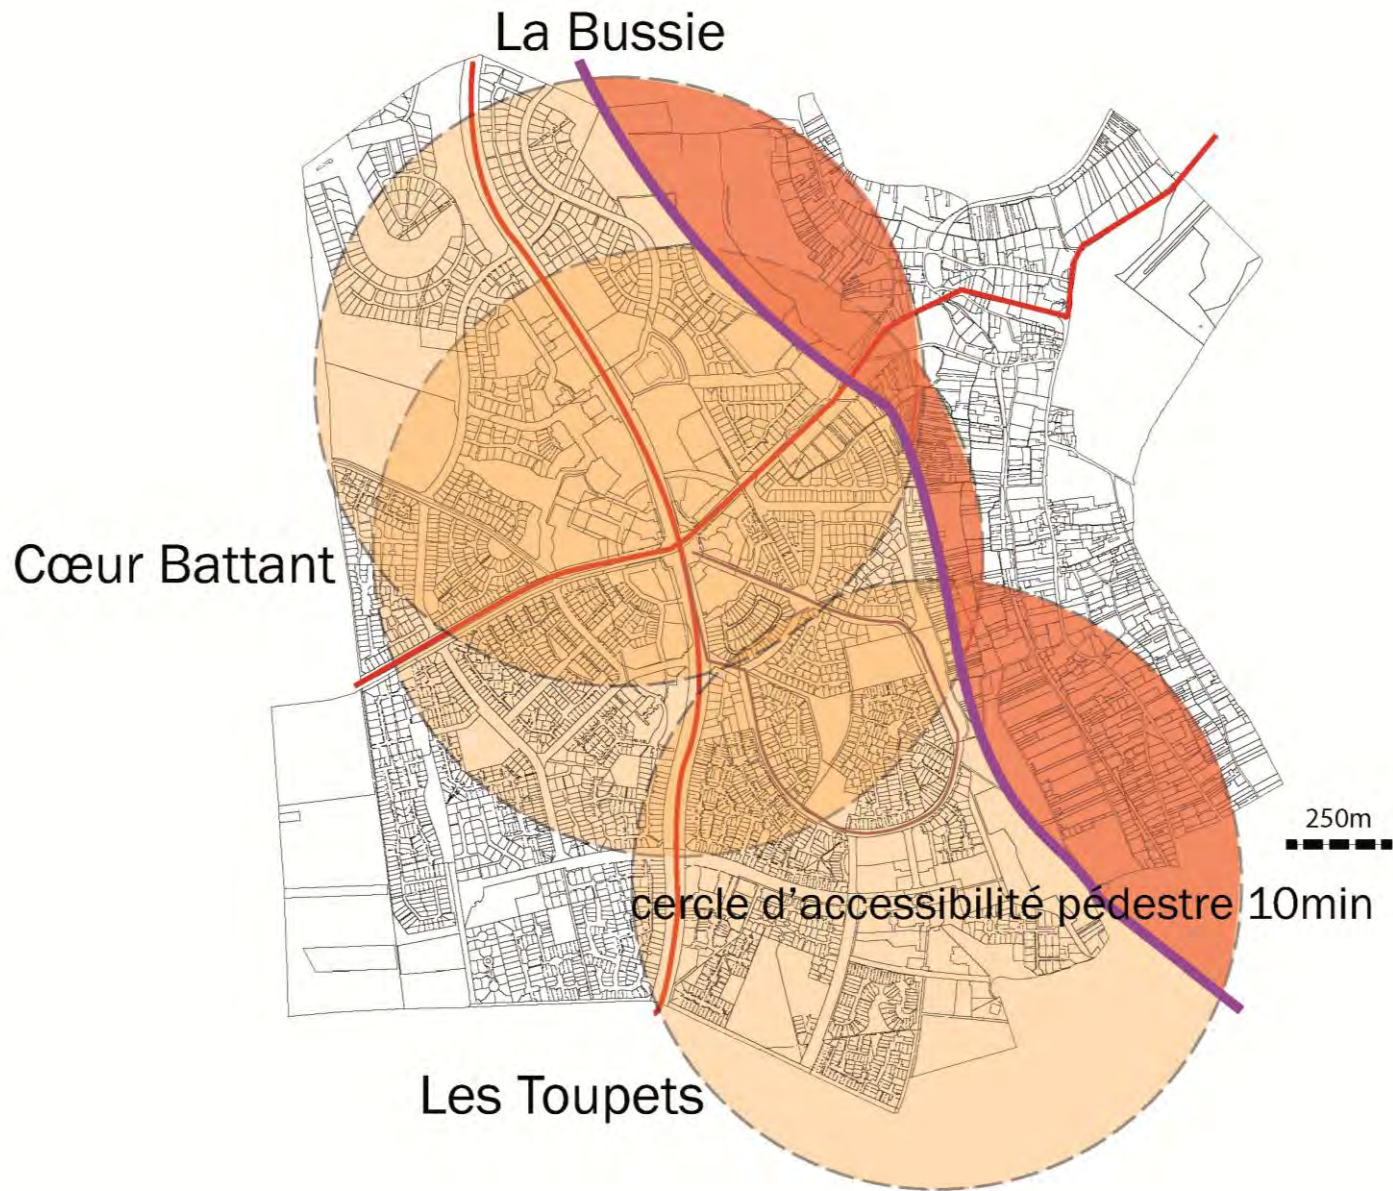 La Bussie
Cœur Battant
250m
cercle d'accessibilité pédestre 10min
Les Toupets